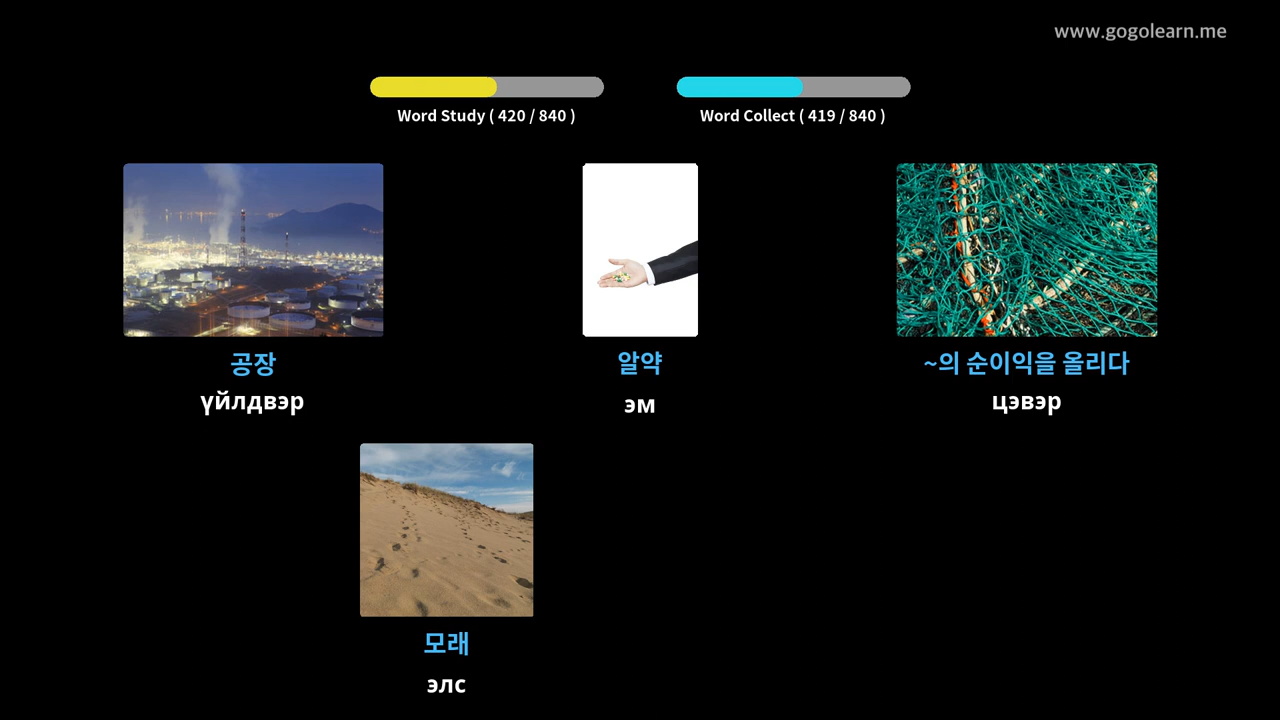 www.gogolearn.me
Word Study ( 420 / 840 )
Word Collect ( 419 / 840 )
공장
үйлдвэр
알약
эм
~의 순이익을 올리다
цэвэр
모래
элс